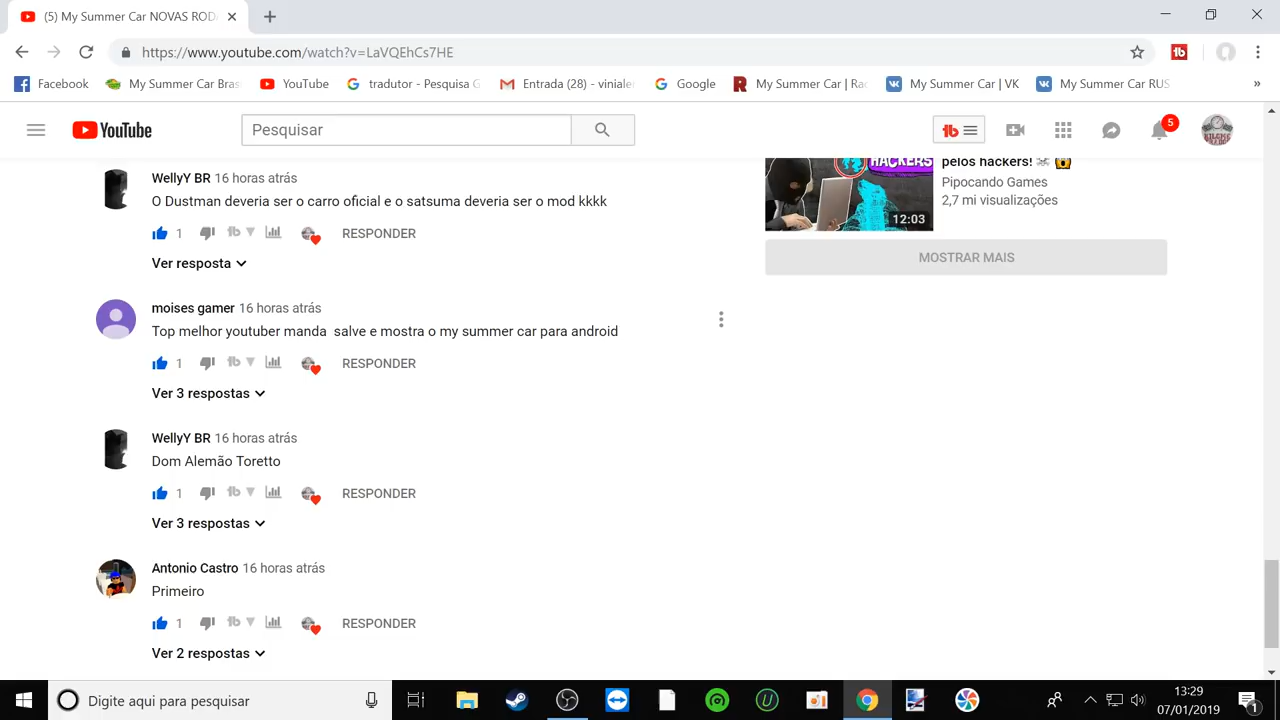 (5) My Summer Car NOVAS ROD
https://www.youtube.com/watch?v=LaVQEhCs7HE
Facebook My Summer Car Bras YouTube tradutor - Pesquisa G Entrada (28) - vinialer Google My Summer Car | Rac My Summer Car | VK My Summer Car RUS »
YouTube
Pesquisar
5
HACKERS
pelos hackers!
Pipocando Games
2,7 mi visualizações
12:03
MOSTRAR MAIS
WellyY BR 16 horas atrás
O Dustman deveria ser o carro oficial e o satsuma deveria ser o mod kkkk
1 RESPONDER
Ver resposta
moises gamer 16 horas atrás
Top melhor youtuber manda salve e mostra o my summer car para android
1 RESPONDER
Ver 3 respostas
WellyY BR 16 horas atrás
Dom Alemão Toretto
1 RESPONDER
Ver 3 respostas
Antonio Castro 16 horas atrás
Primeiro
1 RESPONDER
Ver 2 respostas
Digite aqui para pesquisar
13:29
07/01/2019
1